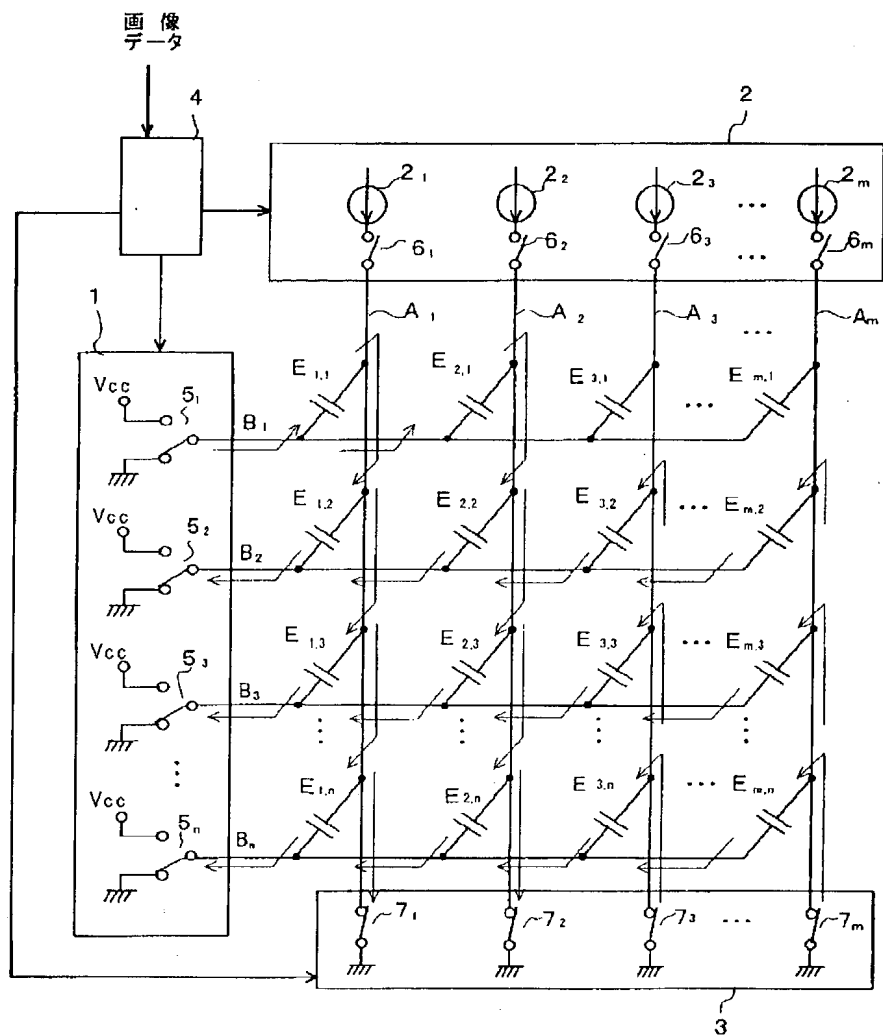 画像
データ
4
2
2₁ 2₂ 2₃ ... 2m
6₁ 6₂ 6₃ ... 6m
1
A₁ A₂ A₃ ... Am
E₁,₁ E₂,₁ E₃,₁ ... Em,₁
Vcc 5₁ B₁
E₁,₂ E₂,₂ E₃,₂ ... Em,₂
Vcc 5₂ B₂
E₁,₃ E₂,₃ E₃,₃ ... Em,₃
Vcc 5₃ B₃
E₁,n E₂,n E₃,n ... Em,n
Vcc 5n Bn
7₁ 7₂ 7₃ ... 7m
3